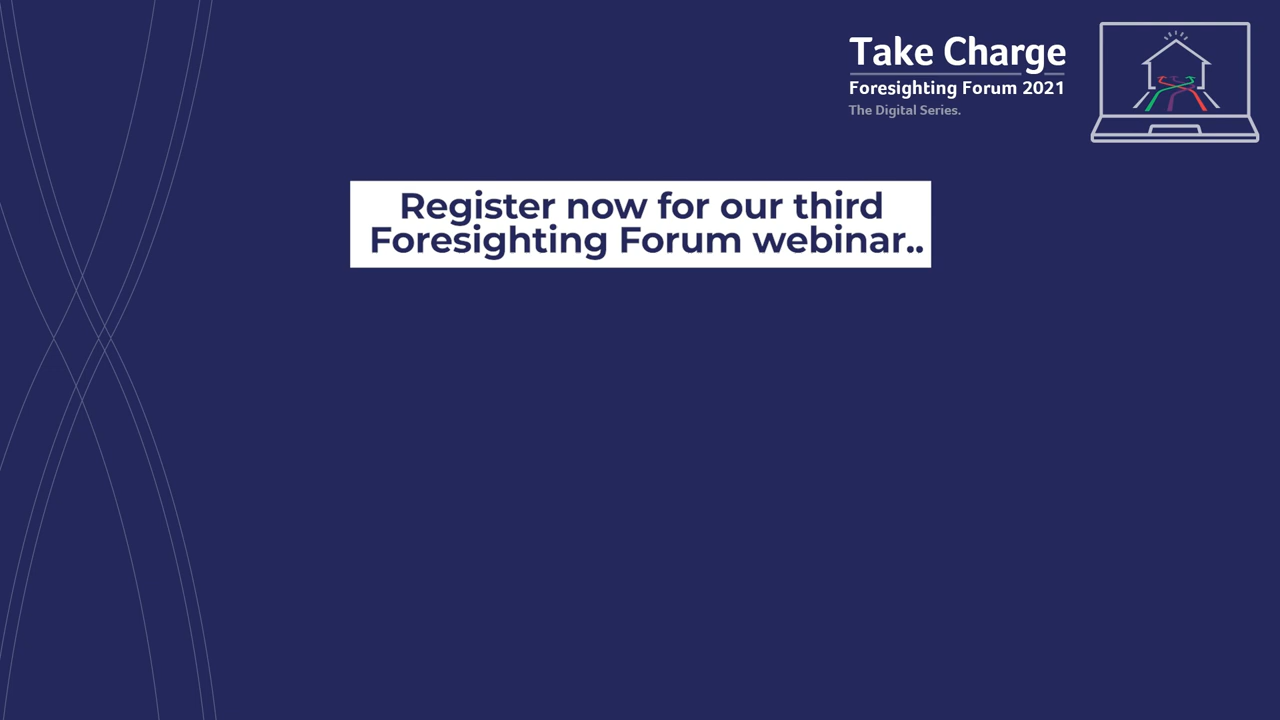 Take Charge
Foresighting Forum 2021
The Digital Series.
Register now for our third
Foresighting Forum webinar..